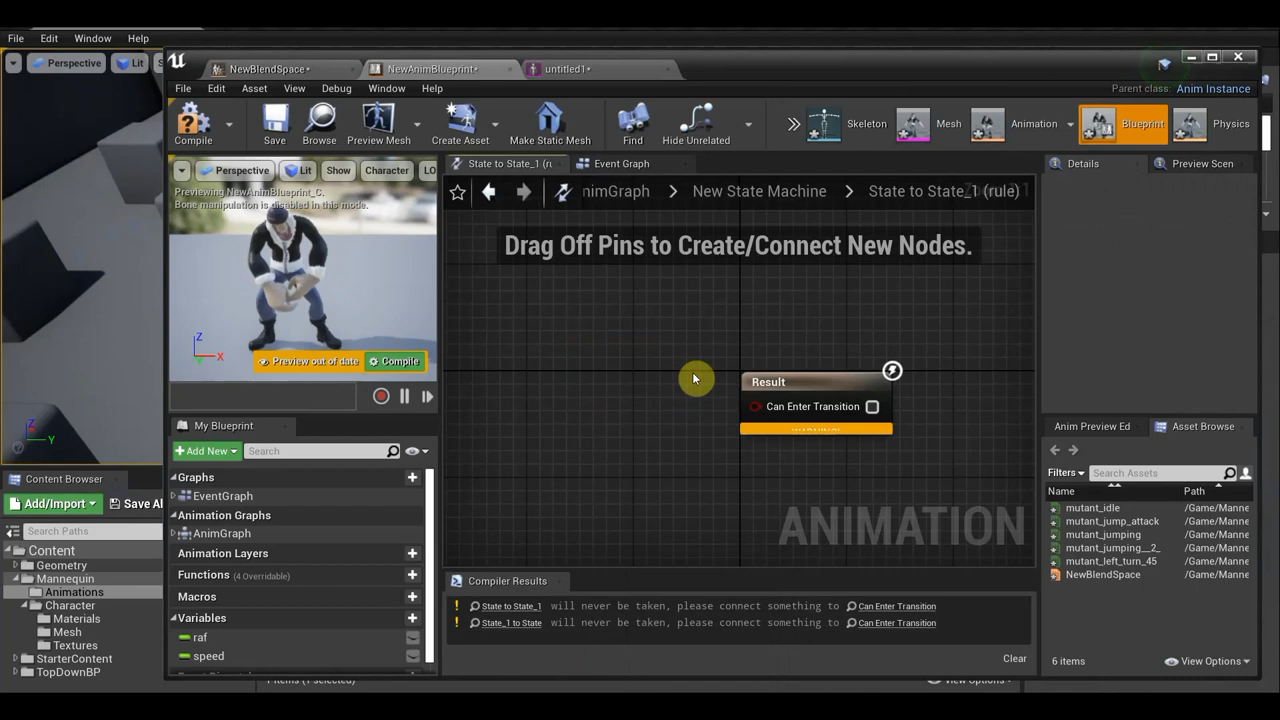 File Edit Window Help
Perspective Lit
NewBlendSpace* NewAnimBlueprint* untitled1*
File Edit Asset View Debug Window Help
Parent class: Anim Instance
Compile Save Browse Preview Mesh Create Asset Make Static Mesh Find Hide Unrelated Skeleton Mesh Animation Blueprint Physics
State to State_1 (r Event Graph
Details Preview Scen
Perspective Lit Show Character LO
Previewing NewAnimBlueprint_C.
Bone manipulation is disabled in this mode.
nimGraph > New State Machine > State to State_1 (rule)
Drag Off Pins to Create/Connect New Nodes.
Z
X
Y
Preview out of date Compile
Result
Can Enter Transition
WARNING!
ANIMATION
My Blueprint
+Add New Search
Graphs
EventGraph
Animation Graphs
AnimGraph
Animation Layers
Functions (4 Overridable)
Macros
Variables
raf
speed
Anim Preview Ed Asset Browse
Filters Search Assets
Name Path
mutant_idle /Game/Manne
mutant_jump_attack /Game/Manne
mutant_jumping /Game/Manne
mutant_jumping__2_ /Game/Manne
mutant_left_turn_45 /Game/Manne
NewBlendSpace /Game/Manne
6 items View Options
Compiler Results
! State to State_1 will never be taken, please connect something to Can Enter Transition
! State_1 to State will never be taken, please connect something to Can Enter Transition
Clear
Content Browser
Add/Import Save Al
Search Paths
Content
Geometry
Mannequin
Animations
Character
Materials
Mesh
Textures
StarterContent
TopDownBP
View Options